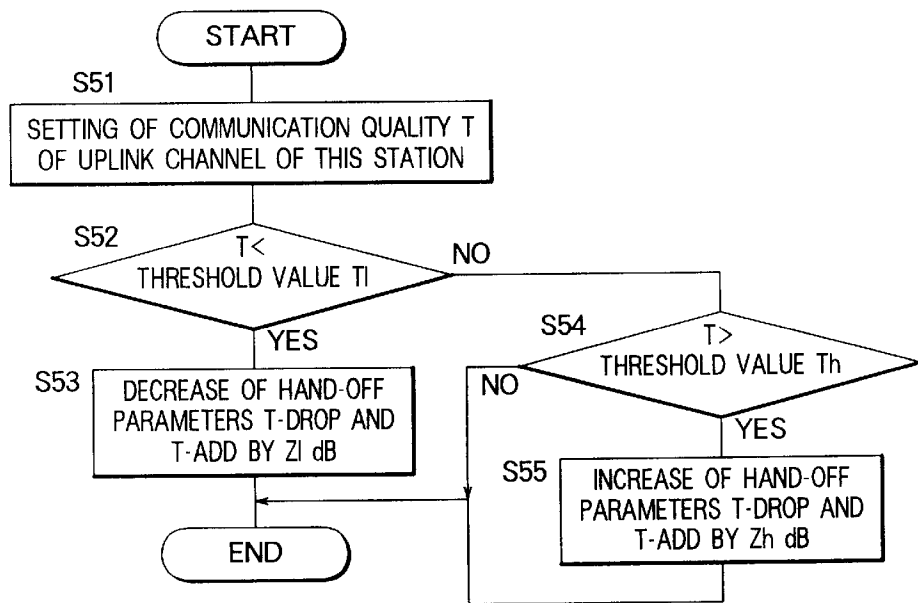 START
S51
SETTING OF COMMUNICATION QUALITY T
OF UPLINK CHANNEL OF THIS STATION
S52
T<
THRESHOLD VALUE Tl
NO
YES
S53
DECREASE OF HAND-OFF
PARAMETERS T-DROP AND
T-ADD BY Zl dB
S54
T>
THRESHOLD VALUE Th
NO
YES
S55
INCREASE OF HAND-OFF
PARAMETERS T-DROP AND
T-ADD BY Zh dB
END